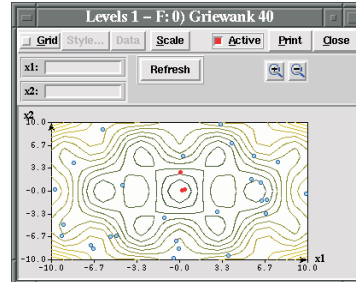 Levels 1 – F: 0) Griewank 40
Grid Style... Data Scale Active Print Close
x1:
Refresh
x2:
x2
10.0
6.7
3.3
-0.0
-3.3
-6.7
-10.0
x1
-10.0 -6.7 -3.3 -0.0 3.3 6.7 10.0